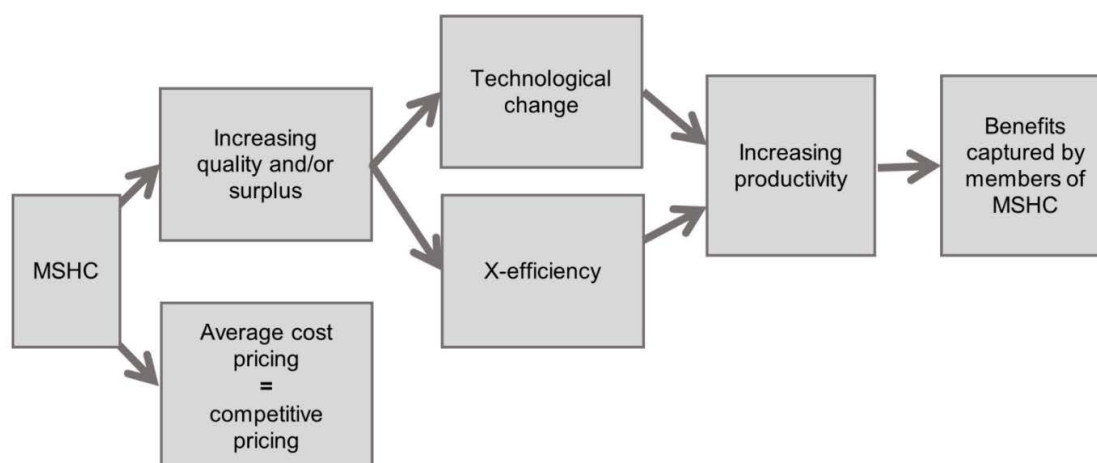 MSHC
Increasing
quality and/or
surplus
Average cost
pricing
=
competitive
pricing
Technological
change
X-efficiency
Increasing
productivity
Benefits
captured by
members of
MSHC